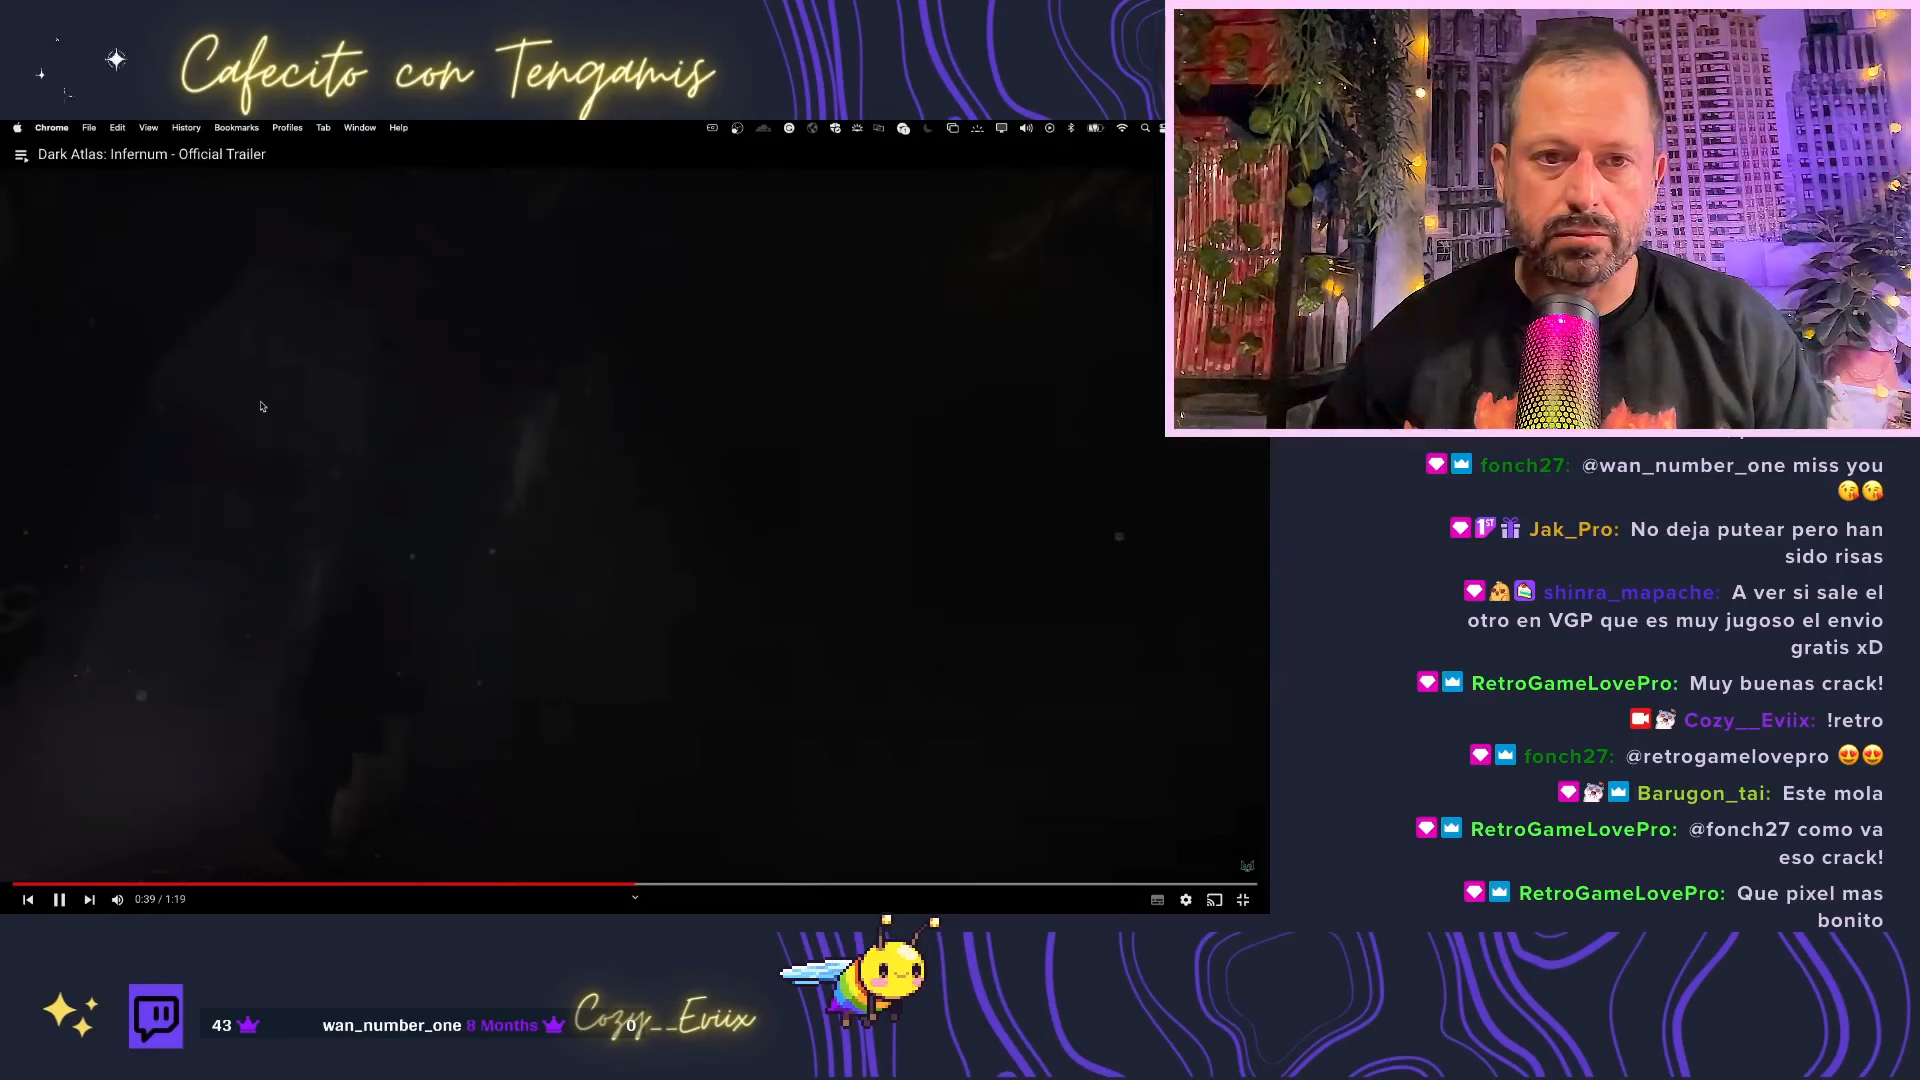 Cafecito con Tengamis
Chrome File Edit View History Bookmarks Profiles Tab Window Help
Dark Atlas: Infernum - Official Trailer
fonch27: @wan_number_one miss you
😘😘
1ST Jak_Pro: No deja putear pero han
sido risas
shinra_mapache: A ver si sale el
otro en VGP que es muy jugoso el envio
gratis xD
RetroGameLovePro: Muy buenas crack!
Cozy__Eviix: !retro
fonch27: @retrogamelovepro 😍😍
Barugon_tai: Este mola
RetroGameLovePro: @fonch27 como va
eso crack!
RetroGameLovePro: Que pixel mas
bonito
0:39 / 1:19
43 wan_number_one 8 Months Cozy__Eviix 0